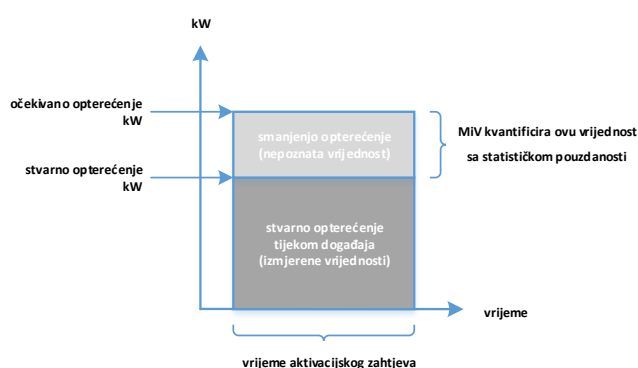 kW
očekivano opterećenje
kW
smanjenjo opterećenje
(nepoznata vrijednost)
MiV kvantificira ovu vrijednost
sa statističkom pouzdanosti
stvarno opterećenje
kW
stvarno opterećenje
tijekom događaja
(izmjerene vrijednosti)
vrijeme
vrijeme aktivacijskog zahtjeva